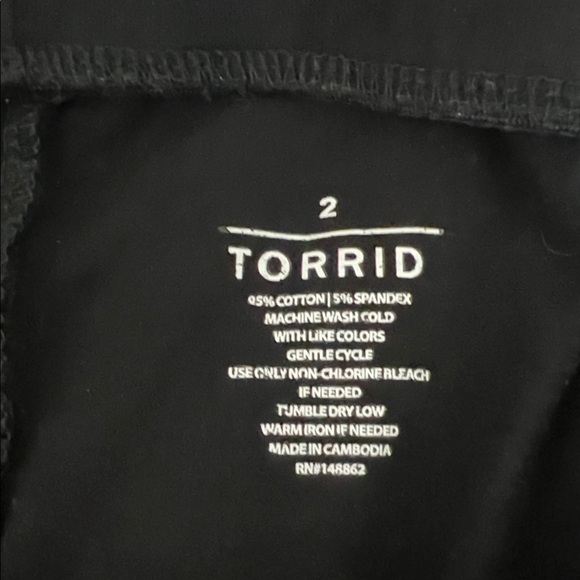 2
TORRID
95% COTTON | 5% SPANDEX
MACHINE WASH COLD
WITH LIKE COLORS
GENTLE CYCLE
USE ONLY NON-CHLORINE BLEACH
IF NEEDED
TUMBLE DRY LOW
WARM IRON IF NEEDED
MADE IN CAMBODIA
RN#148862